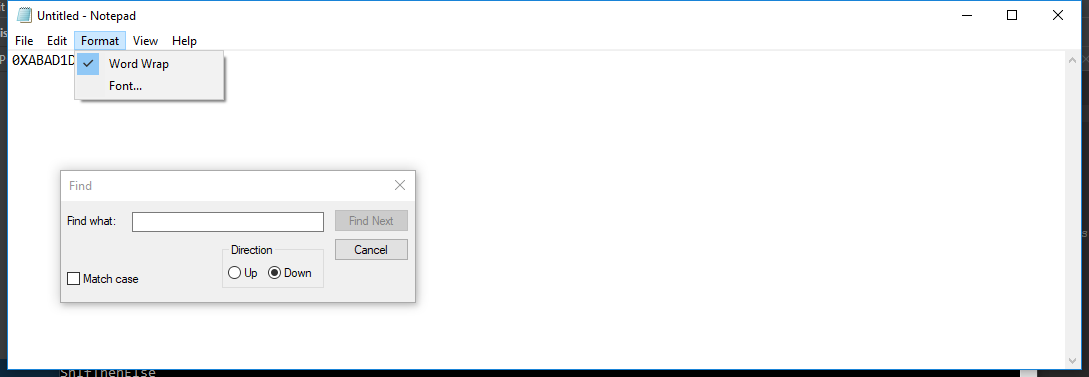 Untitled - Notepad
File Edit Format View Help
0XABAD1D
Word Wrap
Font...
Find
Find what:
Find Next
Direction
Cancel
Up Down
Match case